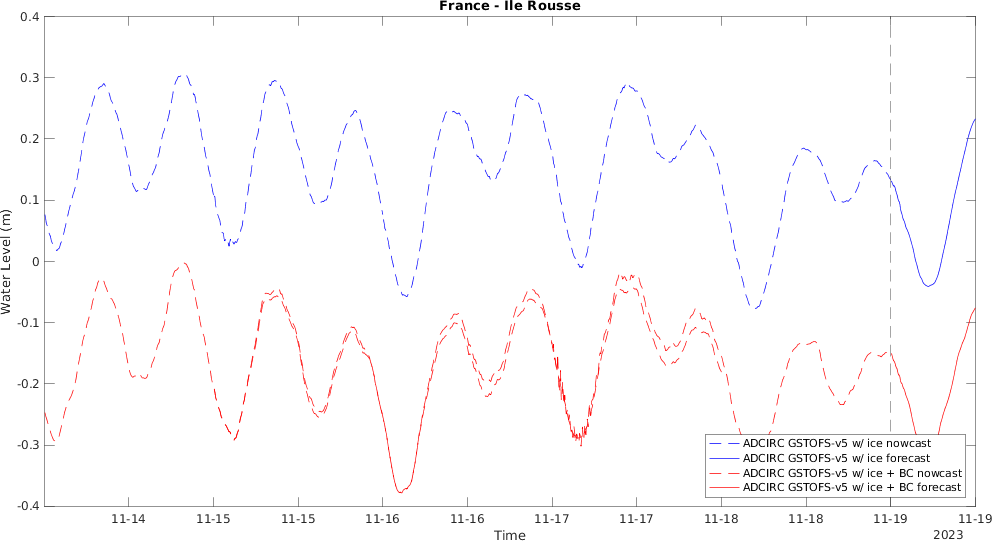 France - Ile Rousse
Water Level (m)
0.4
0.3
0.2
0.1
0
-0.1
-0.2
-0.3
-0.4
ADCIRC GSTOFS-v5 w/ ice nowcast
ADCIRC GSTOFS-v5 w/ ice forecast
ADCIRC GSTOFS-v5 w/ ice + BC nowcast
ADCIRC GSTOFS-v5 w/ ice + BC forecast
11-14 11-15 11-15 11-16 11-16 11-17 11-17 11-18 11-18 11-19 11-19
Time
2023